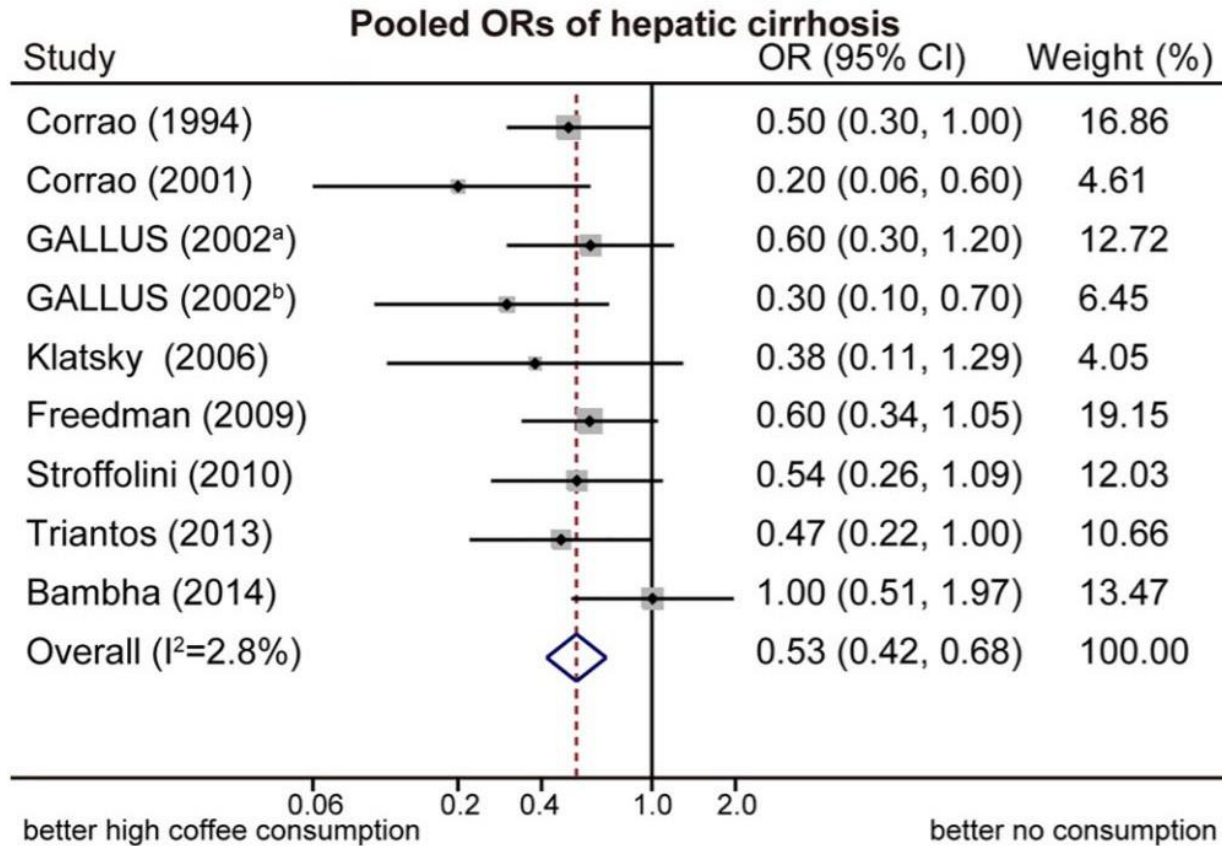 Pooled ORs of hepatic cirrhosis
Study OR (95% CI) Weight (%)
Corrao (1994) 0.50 (0.30, 1.00) 16.86
Corrao (2001) 0.20 (0.06, 0.60) 4.61
GALLUS (2002ᵃ) 0.60 (0.30, 1.20) 12.72
GALLUS (2002ᵇ) 0.30 (0.10, 0.70) 6.45
Klatsky (2006) 0.38 (0.11, 1.29) 4.05
Freedman (2009) 0.60 (0.34, 1.05) 19.15
Stroffolini (2010) 0.54 (0.26, 1.09) 12.03
Triantos (2013) 0.47 (0.22, 1.00) 10.66
Bambha (2014) 1.00 (0.51, 1.97) 13.47
Overall (I²=2.8%) 0.53 (0.42, 0.68) 100.00
0.06 0.2 0.4 1.0 2.0
better high coffee consumption better no consumption